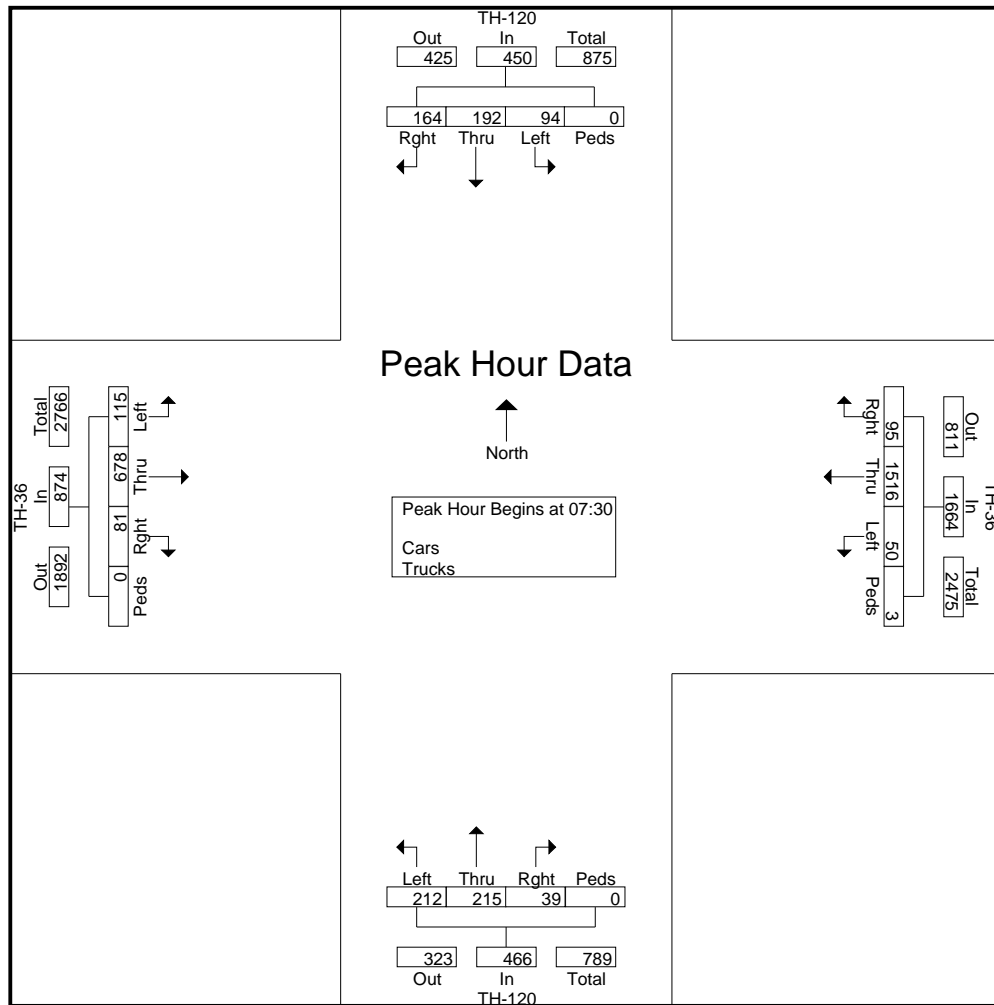 TH-120
Out In Total
425 450 875
164 192 94 0
Rght Thru Left Peds
Peak Hour Data
North
Peak Hour Begins at 07:30
Cars
Trucks
TH-36
Total In Out
2766 874 1892
115 678 81 0
Left Thru Rght Peds
Rght Thru Left Peds
95 1516 50 3
Out In Total
811 1664 2475
TH-36
Left Thru Rght Peds
212 215 39 0
323 466 789
Out In Total
TH-120